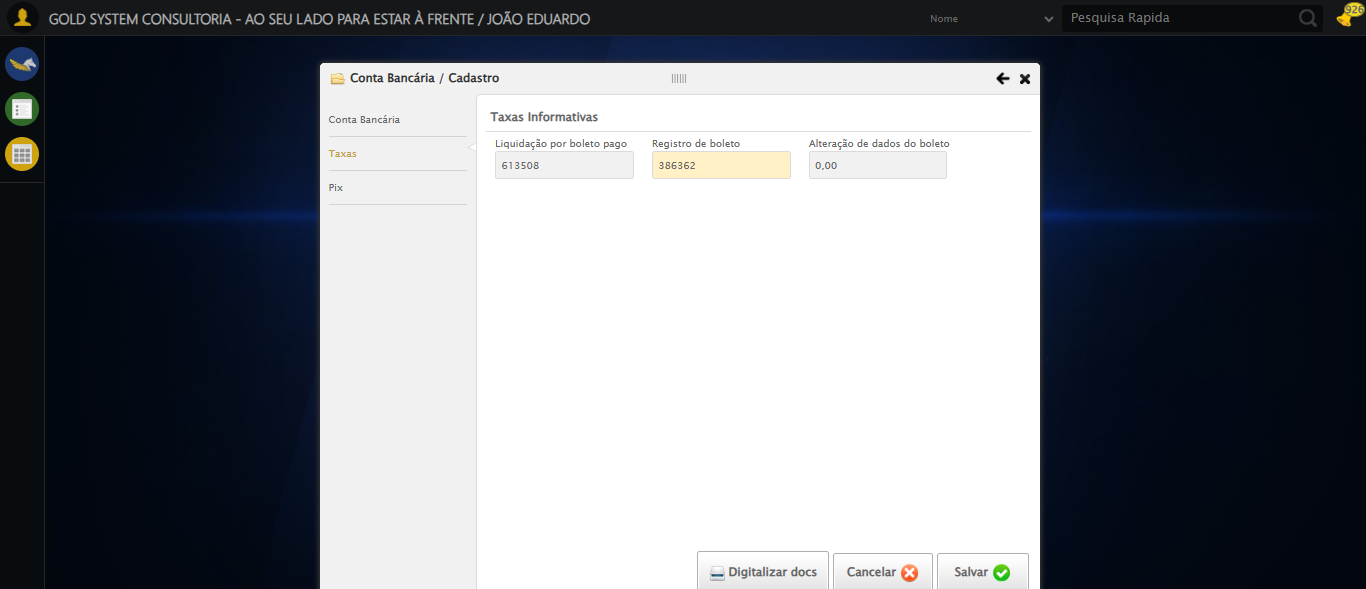 GOLD SYSTEM CONSULTORIA - AO SEU LADO PARA ESTAR À FRENTE / JOÃO EDUARDO
Nome
Pesquisa Rapida
926
Conta Bancária / Cadastro
Conta Bancária
Taxas
Pix
Taxas Informativas
Liquidação por boleto pago
Registro de boleto
Alteração de dados do boleto
613508
386362
0,00
Digitalizar docs
Cancelar
Salvar